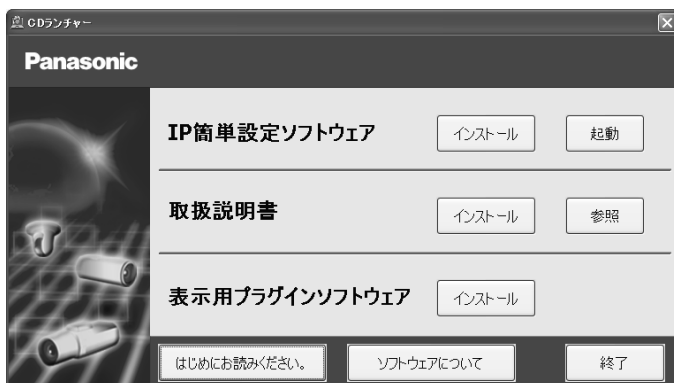 CDランチャー
Panasonic
IP簡単設定ソフトウェア インストール 起動
取扱説明書 インストール 参照
表示用プラグインソフトウェア インストール
はじめにお読みください。 ソフトウェアについて 終了